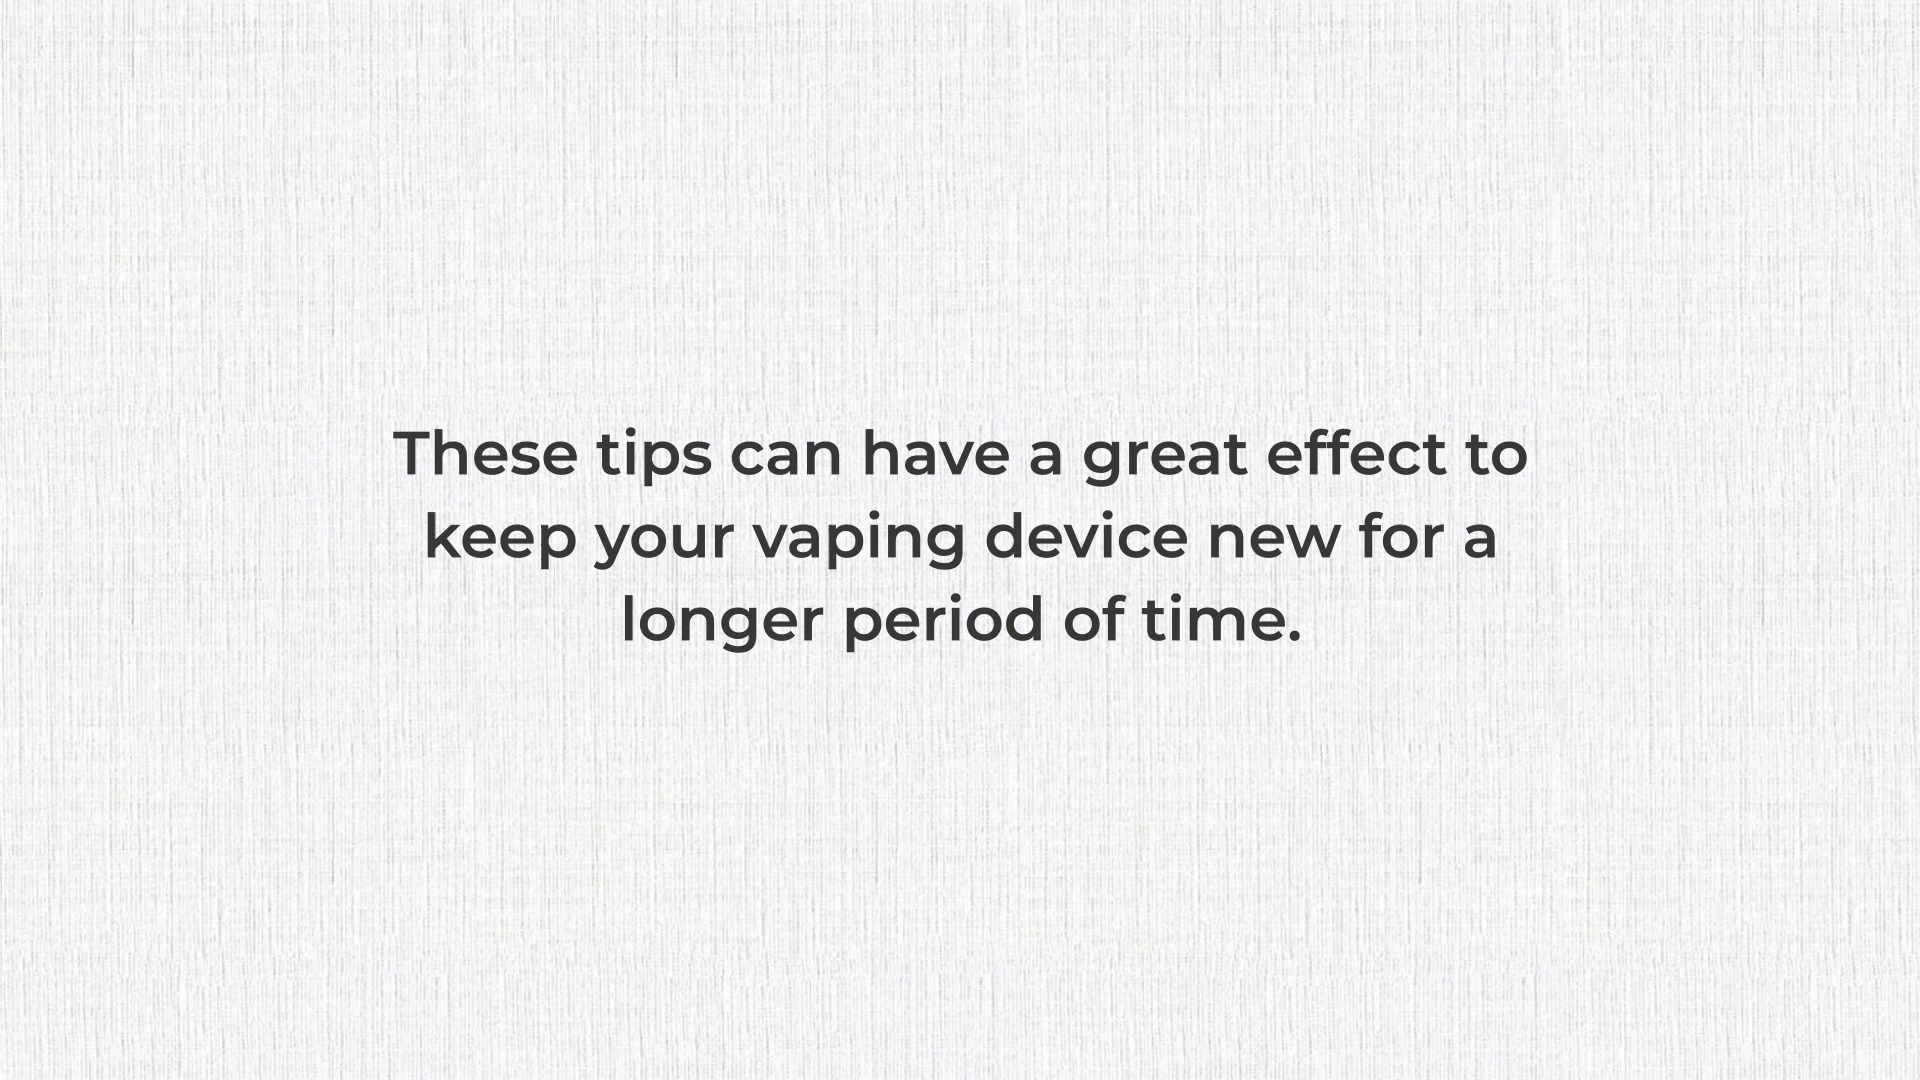 These tips can have a great effect to
keep your vaping device new for a
longer period of time.